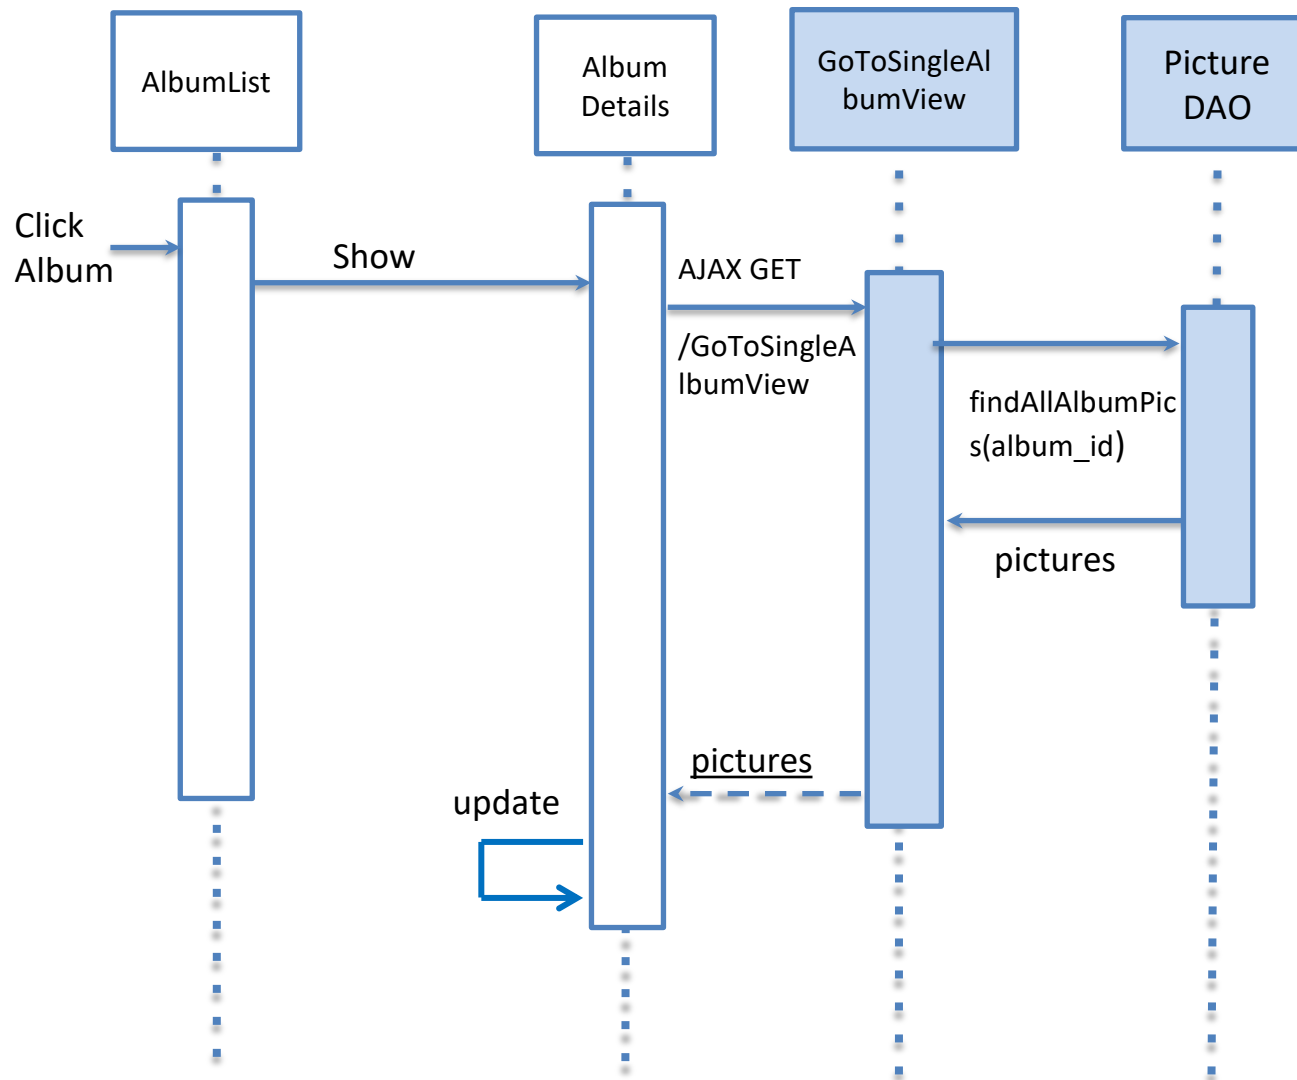 AlbumList
Album
Details
GoToSingleAl
bumView
Picture
DAO
Click
Album
Show
AJAX GET
/GoToSingleA
lbumView
findAllAlbumPic
s(album_id)
pictures
pictures
update